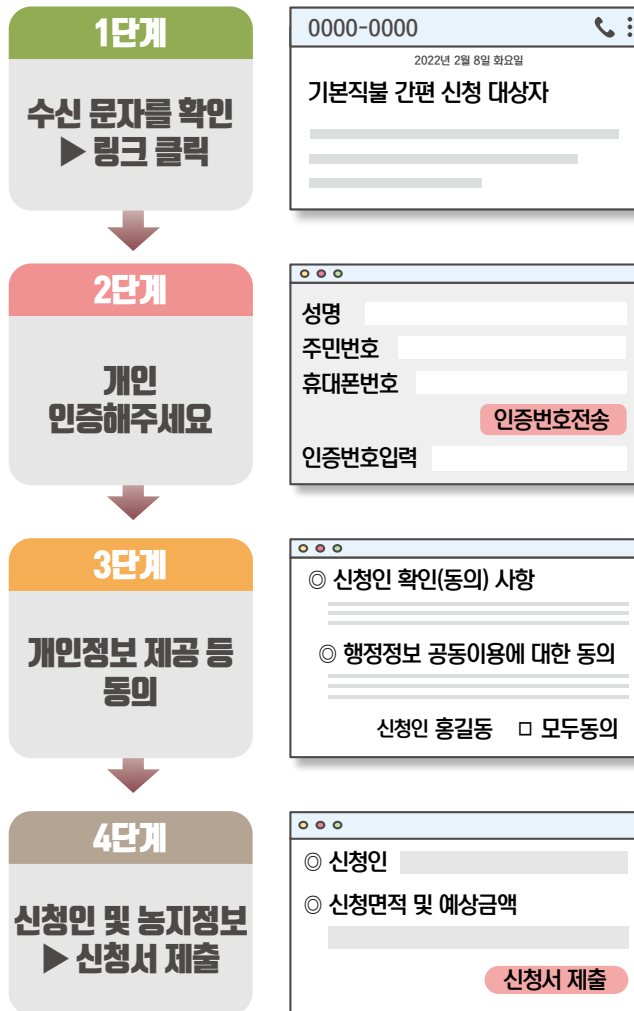 1단계
수신 문자를 확인
▶ 링크 클릭
0000-0000
2022년 2월 8일 화요일
기본직불 간편 신청 대상자
2단계
개인
인증해주세요
성명
주민번호
휴대폰번호
인증번호전송
인증번호입력
3단계
개인정보 제공 등
동의
◎ 신청인 확인(동의) 사항
◎ 행정정보 공동이용에 대한 동의
신청인 홍길동 □ 모두동의
4단계
신청인 및 농지정보
▶ 신청서 제출
◎ 신청인
◎ 신청면적 및 예상금액
신청서 제출